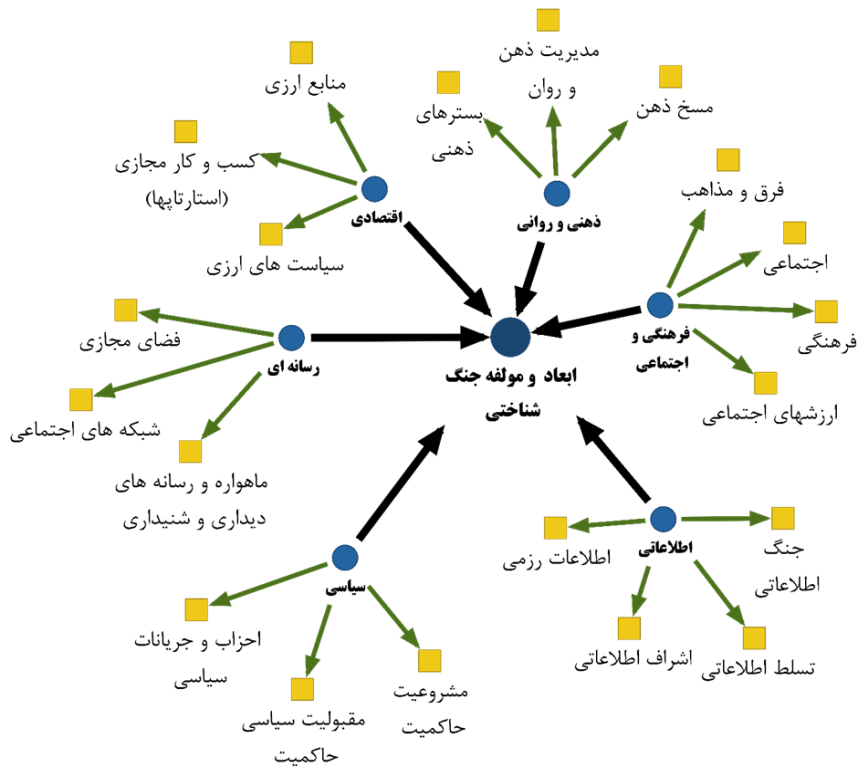 مدیریت ذهن
و روان
منابع ارزی
بسترهای
ذهنی
مسخ ذهن
کسب و کار مجازی
(استارتاپها)
فرق و مذاهب
اقتصادی
ذهنی و روانی
سیاست های ارزی
اجتماعی
فضای مجازی
رسانه ای
فرهنگی و
اجتماعی
فرهنگی
ابعاد و مولفه جنگ
شناختی
ارزشهای اجتماعی
شبکه های اجتماعی
ماهواره و رسانه های
دیداری و شنیداری
اطلاعات رزمی
اطلاعاتی
جنگ
اطلاعاتی
سیاسی
احزاب و جریانات
سیاسی
اشراف اطلاعاتی
تسلط اطلاعاتی
مشروعیت
حاکمیت
مقبولیت سیاسی
حاکمیت